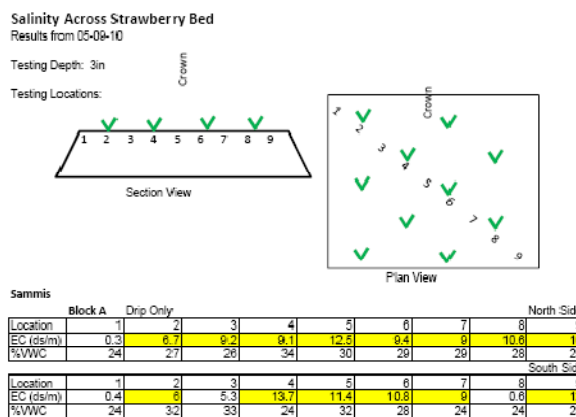 Salinity Across Strawberry Bed
Results from 05-09-10
Testing Depth: 3in
Crown
Testing Locations:
1 2 3 4 5 6 7 8 9
Section View
Crown
1
2
3
4
5
6
7
8
9
Plan View
Sammis
Block A Drip Only North Sid
Location 1 2 3 4 5 6 7 8
EC (ds/m) 0.3 6.7 9.2 9.1 12.5 9.4 9 10.6 1
%VWC 24 27 26 34 30 29 29 28 2
South Sid
Location 1 2 3 4 5 6 7 8
EC (ds/m) 0.4 6 5.3 13.7 11.4 10.8 9 0.6 1
%VWC 24 32 33 24 32 28 24 24 2